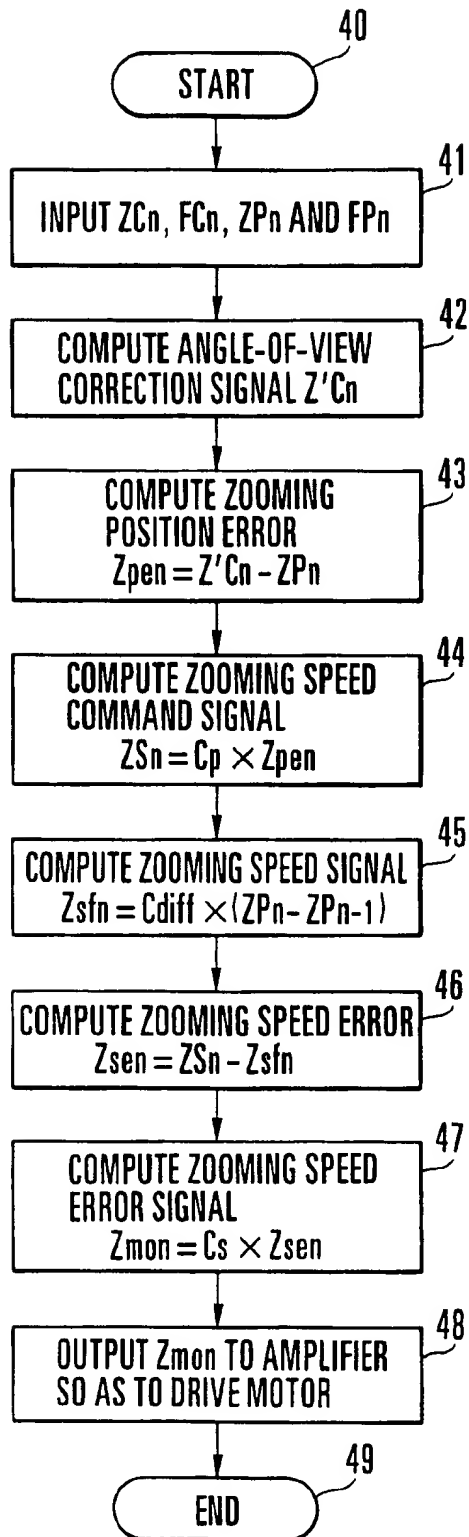 40
START
41
INPUT ZCn, FCn, ZPn AND FPn
42
COMPUTE ANGLE-OF-VIEW
CORRECTION SIGNAL Z'Cn
43
COMPUTE ZOOMING
POSITION ERROR
Zpen = Z'Cn - ZPn
44
COMPUTE ZOOMING SPEED
COMMAND SIGNAL
ZSn = Cp × Zpen
45
COMPUTE ZOOMING SPEED SIGNAL
Zsfn = Cdiff × (ZPn - ZPn-1)
46
COMPUTE ZOOMING SPEED ERROR
Zsen = ZSn - Zsfn
47
COMPUTE ZOOMING SPEED
ERROR SIGNAL
Zmon = Cs × Zsen
48
OUTPUT Zmon TO AMPLIFIER
SO AS TO DRIVE MOTOR
49
END